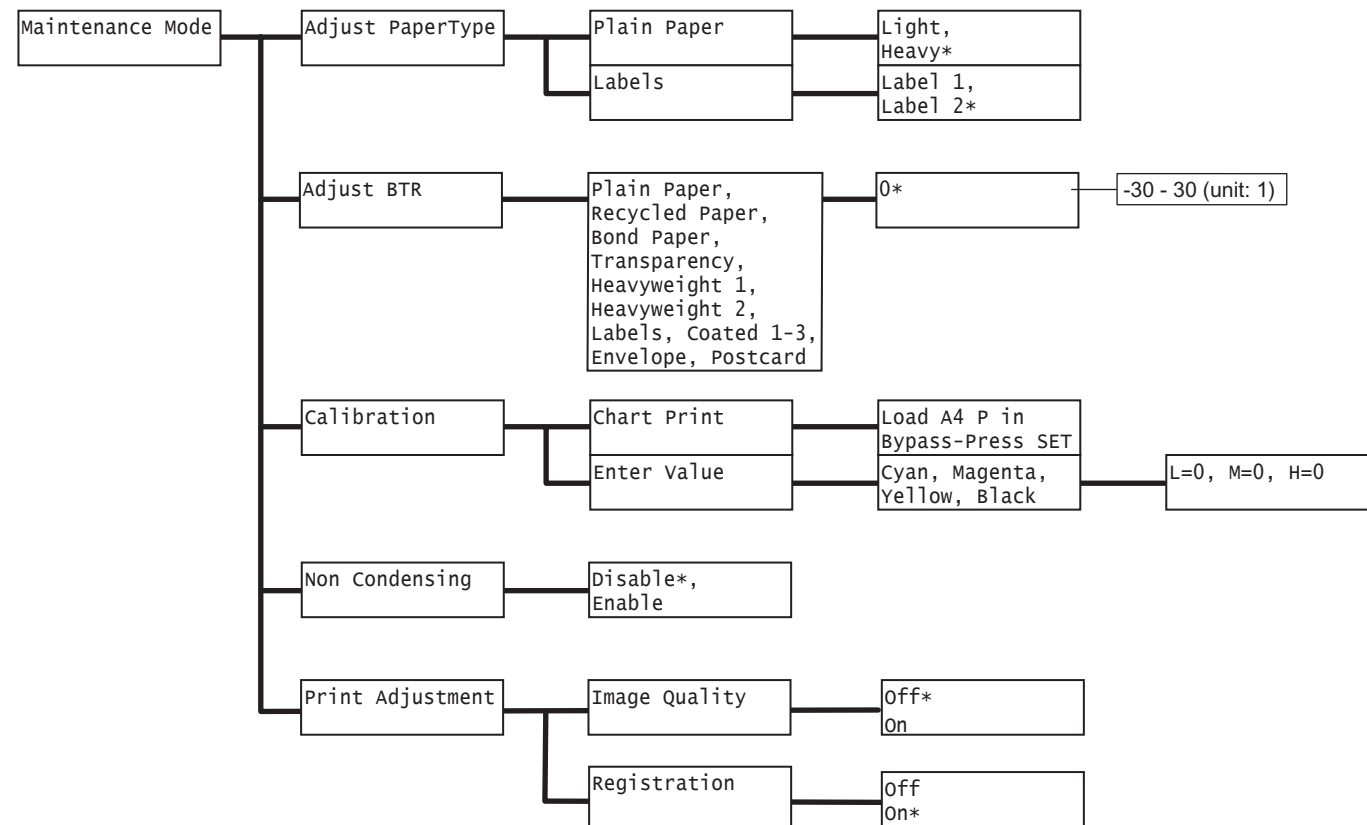 Maintenance Mode
Adjust PaperType
Plain Paper
Light,
Heavy*
Labels
Label 1,
Label 2*
Adjust BTR
Plain Paper,
Recycled Paper,
Bond Paper,
Transparency,
Heavyweight 1,
Heavyweight 2,
Labels, Coated 1-3,
Envelope, Postcard
0*
-30 - 30 (unit: 1)
Calibration
Chart Print
Load A4 P in
Bypass-Press SET
Enter Value
Cyan, Magenta,
Yellow, Black
L=0, M=0, H=0
Non Condensing
Disable*,
Enable
Print Adjustment
Image Quality
Off*
On
Registration
Off
On*